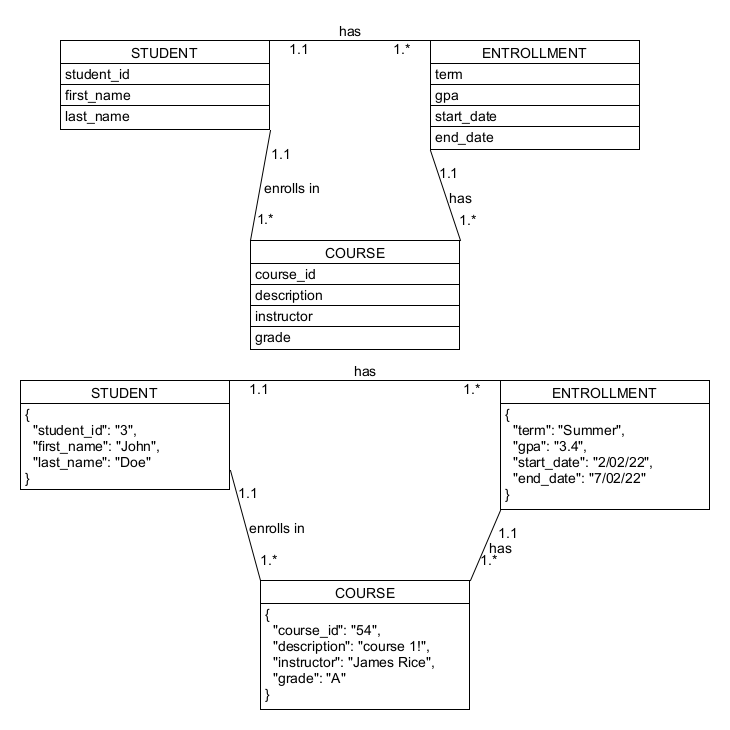 has
STUDENT
1.1
1.*
ENTROLLMENT
student_id
first_name
last_name
term
gpa
start_date
end_date
1.1
enrolls in
1.*
1.1
has
1.*
COURSE
course_id
description
instructor
grade
has
STUDENT
1.1
1.*
ENTROLLMENT
{
"student_id": "3",
"first_name": "John",
"last_name": "Doe"
}
{
"term": "Summer",
"gpa": "3.4",
"start_date": "2/02/22",
"end_date": "7/02/22"
}
1.1
enrolls in
1.*
1.1
has
1.*
COURSE
{
"course_id": "54",
"description": "course 1!",
"instructor": "James Rice",
"grade": "A"
}